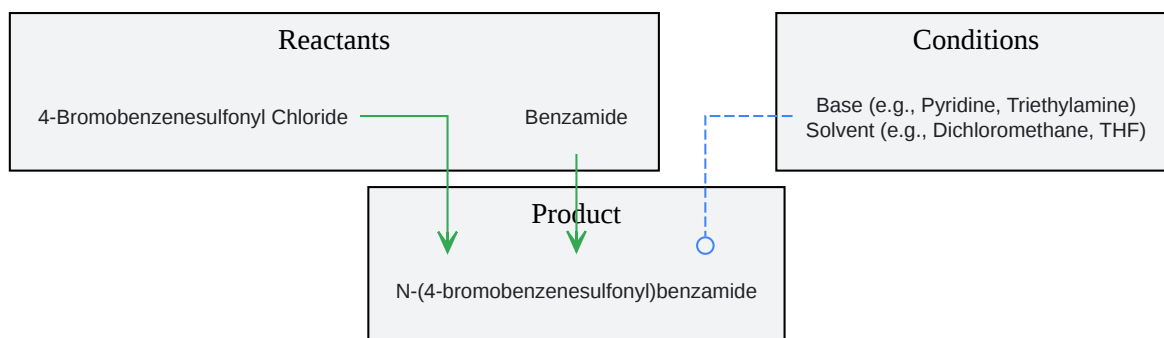 Reactants
Conditions
4-Bromobenzenesulfonyl Chloride
Benzamide
Base (e.g., Pyridine, Triethylamine)
Solvent (e.g., Dichloromethane, THF)
Product
N-(4-bromobenzenesulfonyl)benzamide